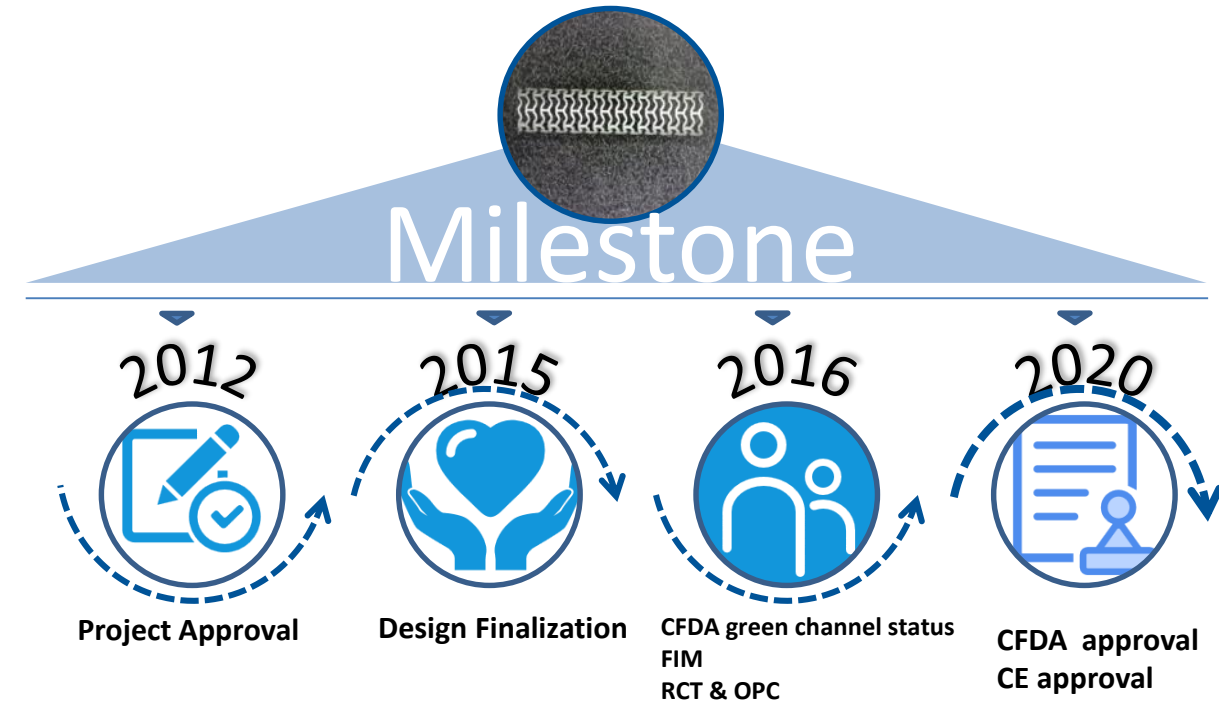 Milestone
2012
2015
2016
2020
Project Approval
Design Finalization
CFDA green channel status
FIM
RCT & OPC
CFDA approval
CE approval